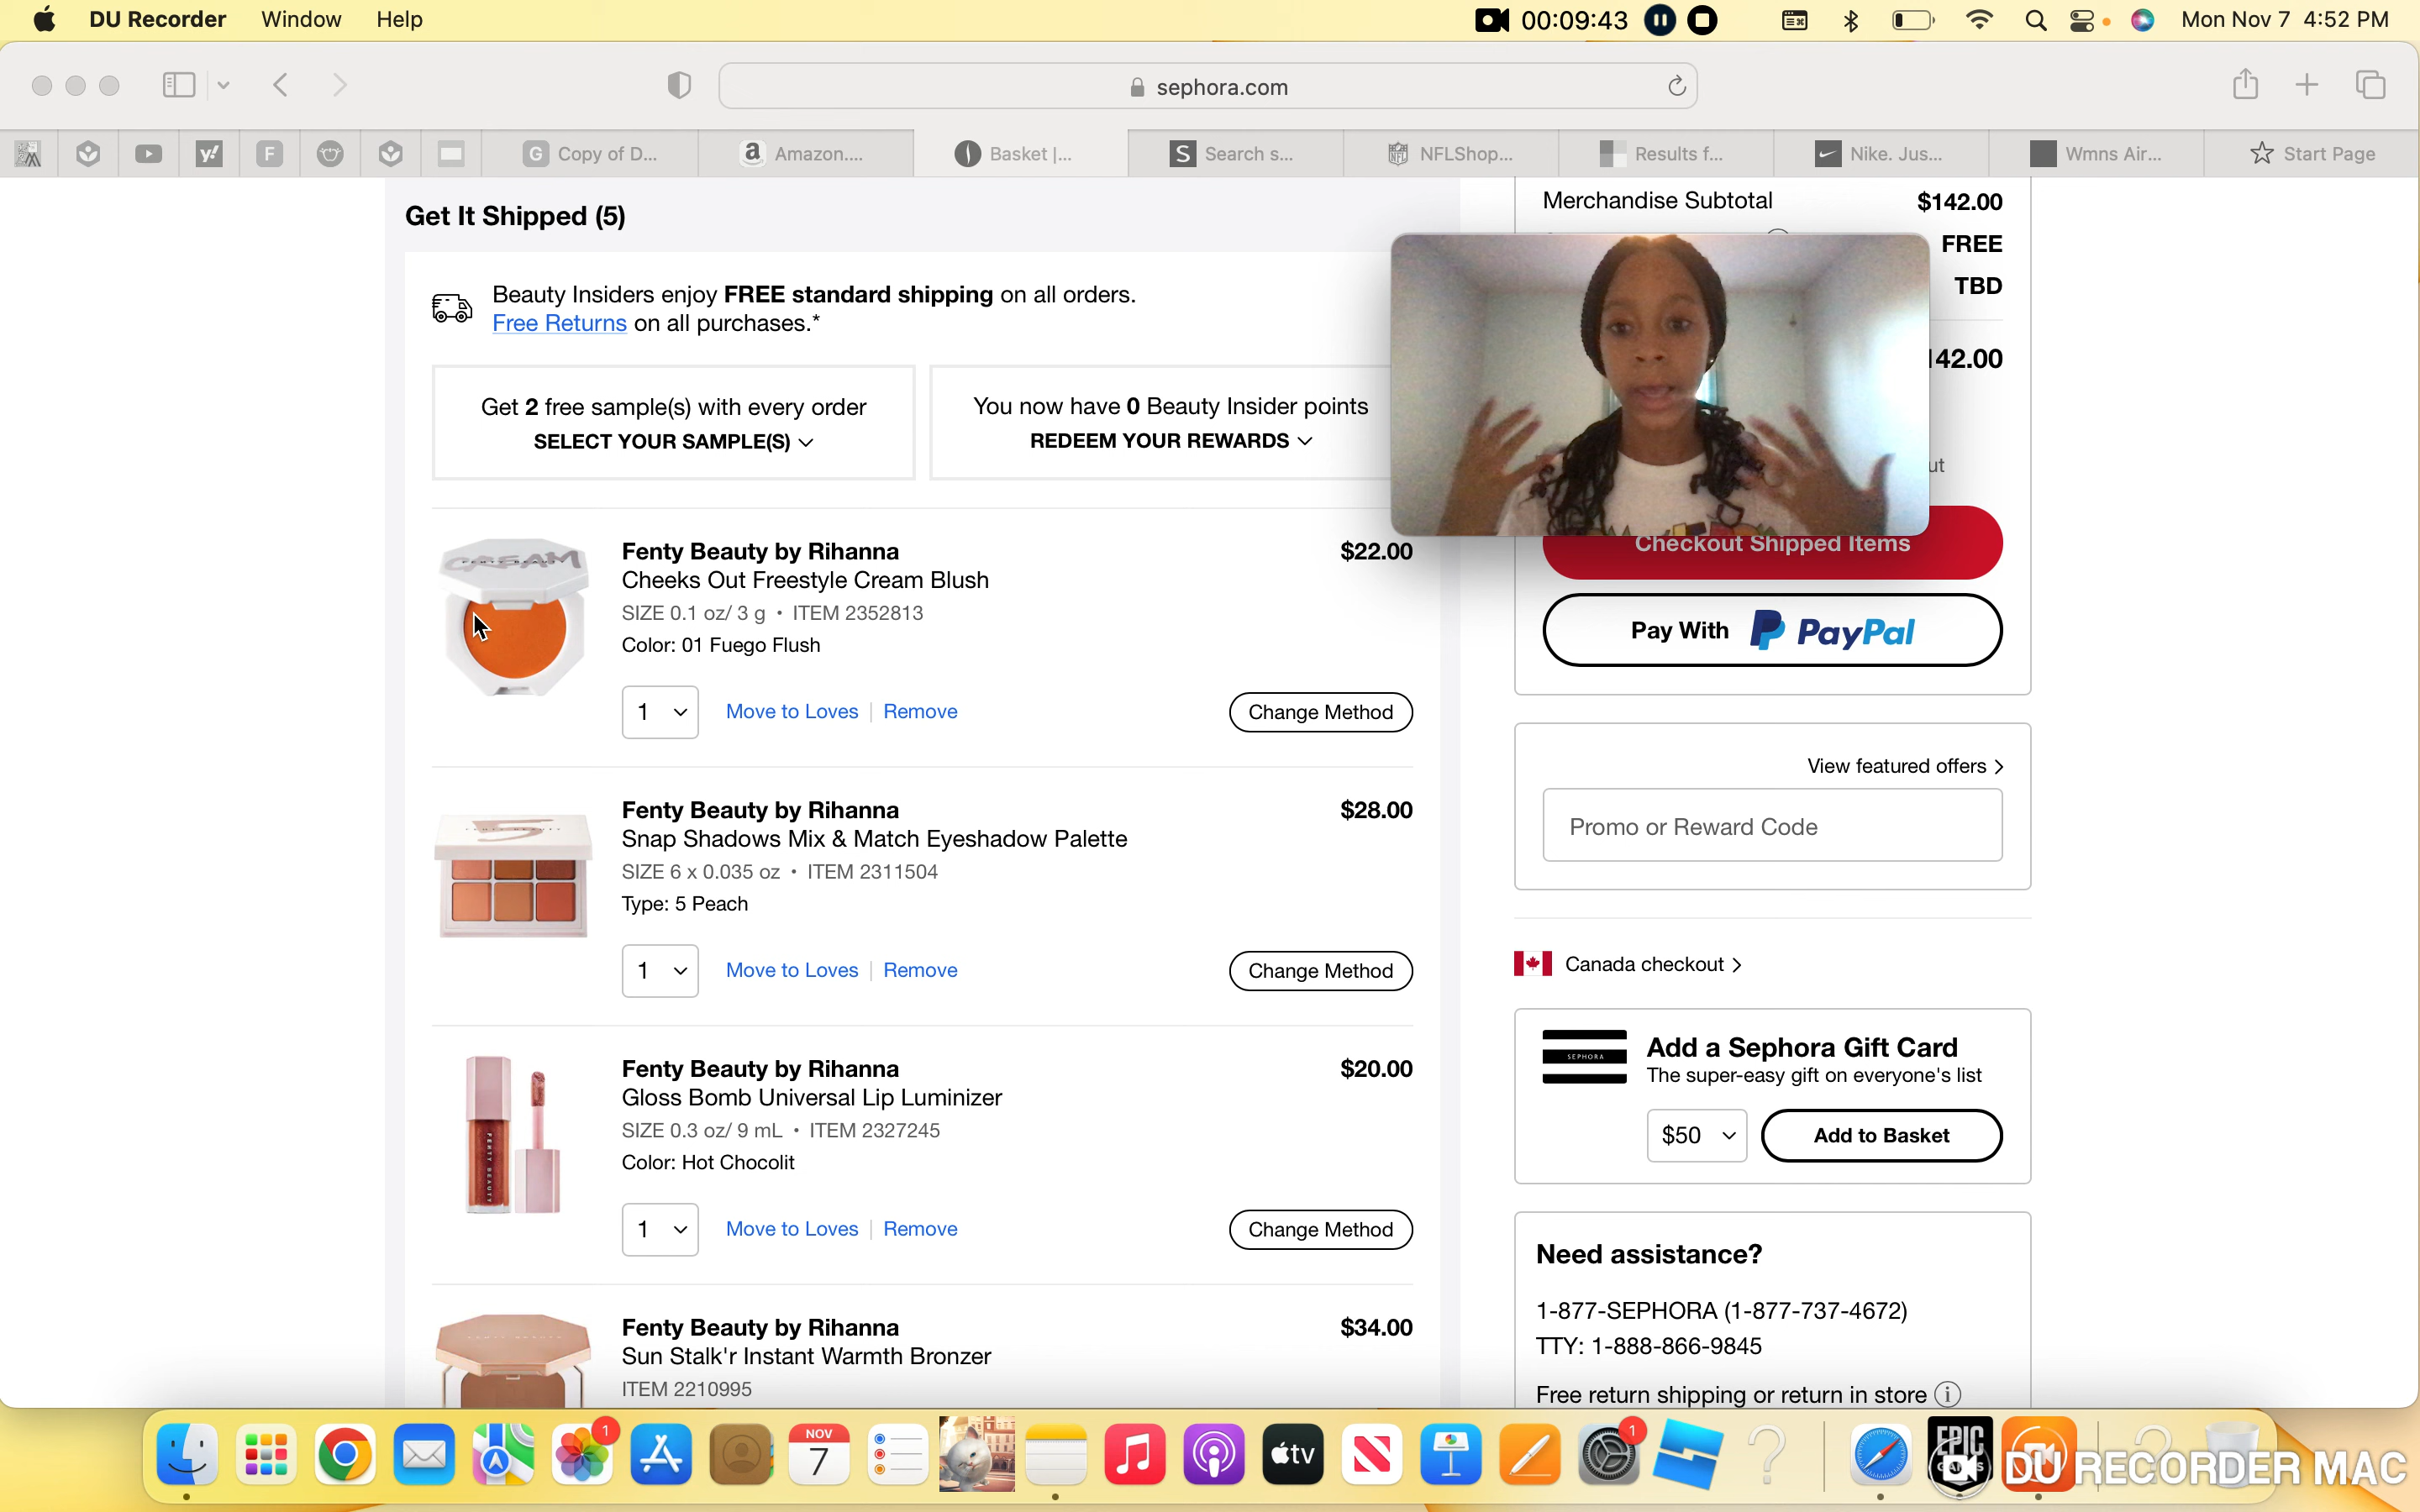 DU Recorder Window Help 00:09:43 Mon Nov 7 4:52 PM
sephora.com
y! F G Copy of D... a Amazon.... Basket |... S Search s... NFL NFLShop... Results f... Nike. Jus... Wmns Air... Start Page
Get It Shipped (5)
Beauty Insiders enjoy FREE standard shipping on all orders.
Free Returns on all purchases.*
Get 2 free sample(s) with every order
SELECT YOUR SAMPLE(S)
You now have 0 Beauty Insider points
REDEEM YOUR REWARDS
Fenty Beauty by Rihanna $22.00
Cheeks Out Freestyle Cream Blush
SIZE 0.1 oz/ 3 g • ITEM 2352813
Color: 01 Fuego Flush
1 Move to Loves | Remove Change Method
Fenty Beauty by Rihanna $28.00
Snap Shadows Mix & Match Eyeshadow Palette
SIZE 6 x 0.035 oz • ITEM 2311504
Type: 5 Peach
1 Move to Loves | Remove Change Method
FENTY BEAUTY
Fenty Beauty by Rihanna $20.00
Gloss Bomb Universal Lip Luminizer
SIZE 0.3 oz/ 9 mL • ITEM 2327245
Color: Hot Chocolit
1 Move to Loves | Remove Change Method
Fenty Beauty by Rihanna $34.00
Sun Stalk'r Instant Warmth Bronzer
ITEM 2210995
Merchandise Subtotal $142.00
FREE
TBD
142.00
ut
Checkout Shipped Items
Pay With PayPal
View featured offers
Promo or Reward Code
Canada checkout
SEPHORA
Add a Sephora Gift Card
The super-easy gift on everyone's list
$50 Add to Basket
Need assistance?
1-877-SEPHORA (1-877-737-4672)
TTY: 1-888-866-9845
Free return shipping or return in store
1 NOV 7 tv 1 EPIC GAMES
DU RECORDER MAC